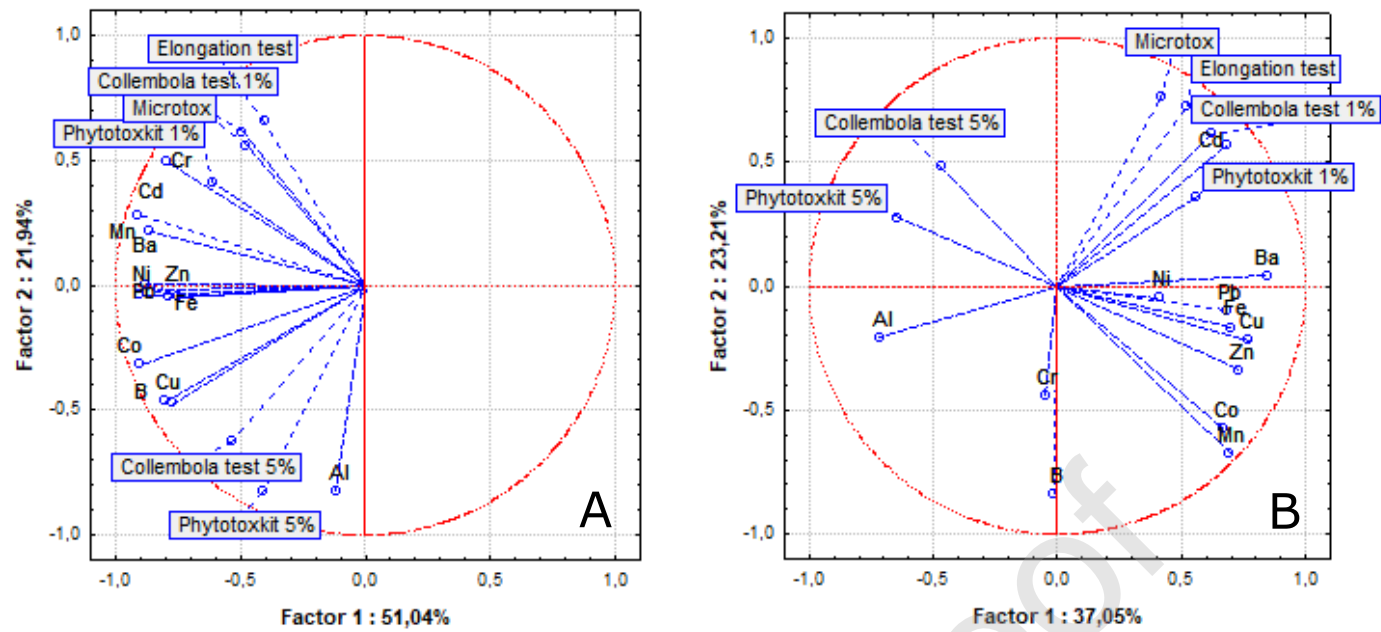 1,0
Elongation test
Collembola test 1%
Microtox
Phytotoxkit 1%
0,5
Cr
Cd
Mn
Ba
Ni
Zn
0,0
Fe
Co
B
Cu
-0,5
Collembola test 5%
Al
Phytotoxkit 5%
-1,0
A
-1,0
-0,5
0,0
0,5
1,0
Factor 1 : 51,04%
Factor 2 : 21,94%
1,0
Microtox
Elongation test
Collembola test 1%
Collembola test 5%
Cd
0,5
Phytotoxkit 1%
Phytotoxkit 5%
Ba
Ni
0,0
Pb
Fe
Al
Cu
Zn
Cr
Co
-0,5
Mn
B
-1,0
B
-1,0
-0,5
0,0
0,5
1,0
Factor 1 : 37,05%
Factor 2 : 23,21%
oof